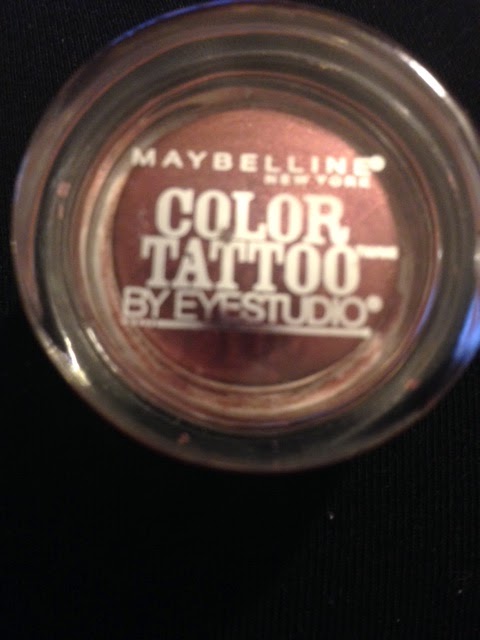 MAYBELLINE®
NEW YORK
COLOR
TATTOO
BY EYESTUDIO®